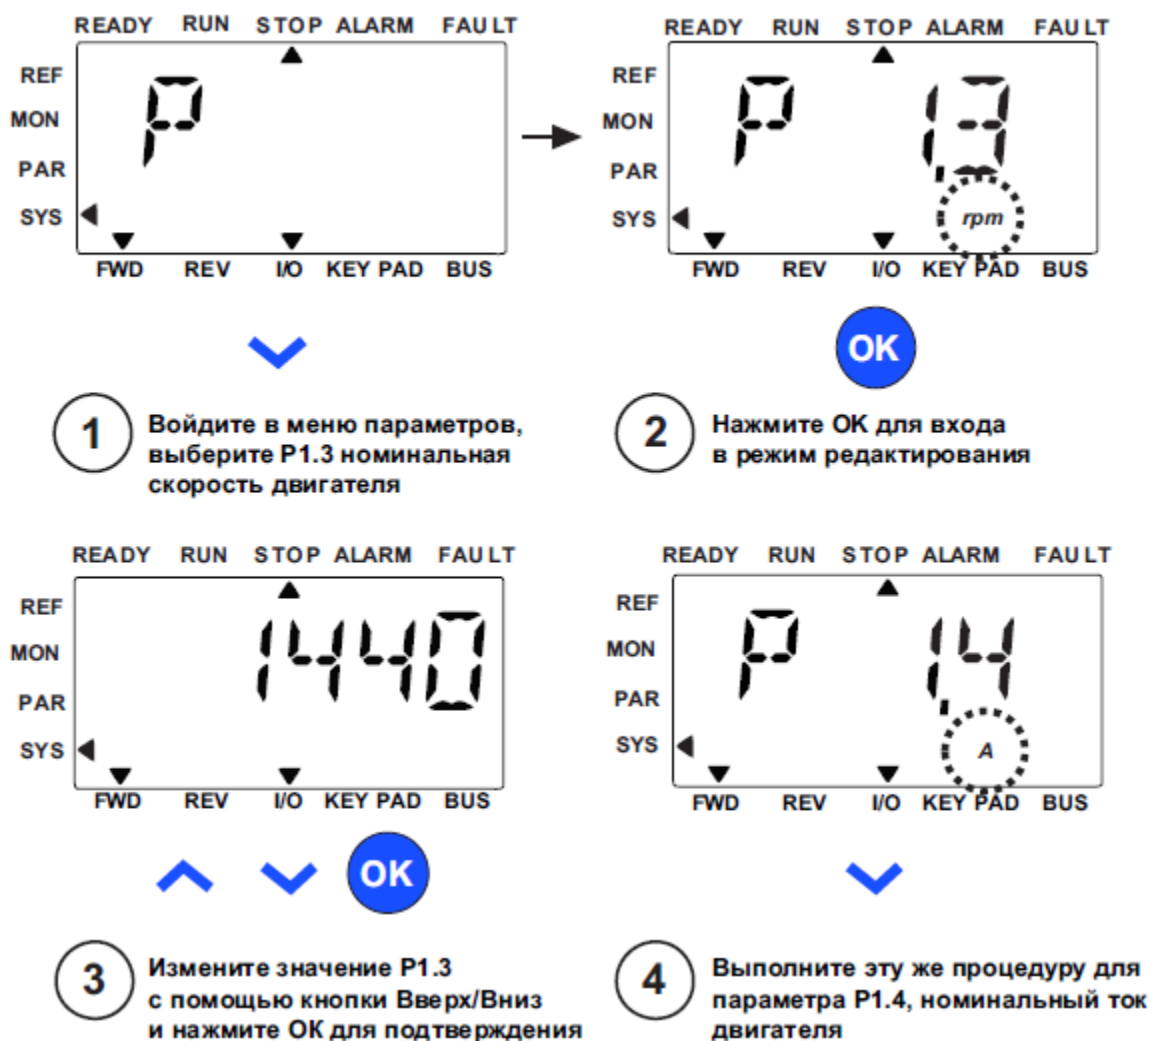 READY RUN STOP ALARM FAULT
REF
MON
PAR
SYS
P
FWD REV I/O KEY PAD BUS
READY RUN STOP ALARM FAULT
REF
MON
PAR
SYS
P 1,3
rpm
FWD REV I/O KEY PAD BUS
OK
1
Войдите в меню параметров,
выберите P1.3 номинальная
скорость двигателя
2
Нажмите OK для входа
в режим редактирования
READY RUN STOP ALARM FAULT
REF
MON
PAR
SYS
1440
FWD REV I/O KEY PAD BUS
OK
READY RUN STOP ALARM FAULT
REF
MON
PAR
SYS
P 1,4
A
FWD REV I/O KEY PAD BUS
3
Измените значение P1.3
с помощью кнопки Вверх/Вниз
и нажмите ОК для подтверждения
4
Выполните эту же процедуру для
параметра P1.4, номинальный ток
двигателя